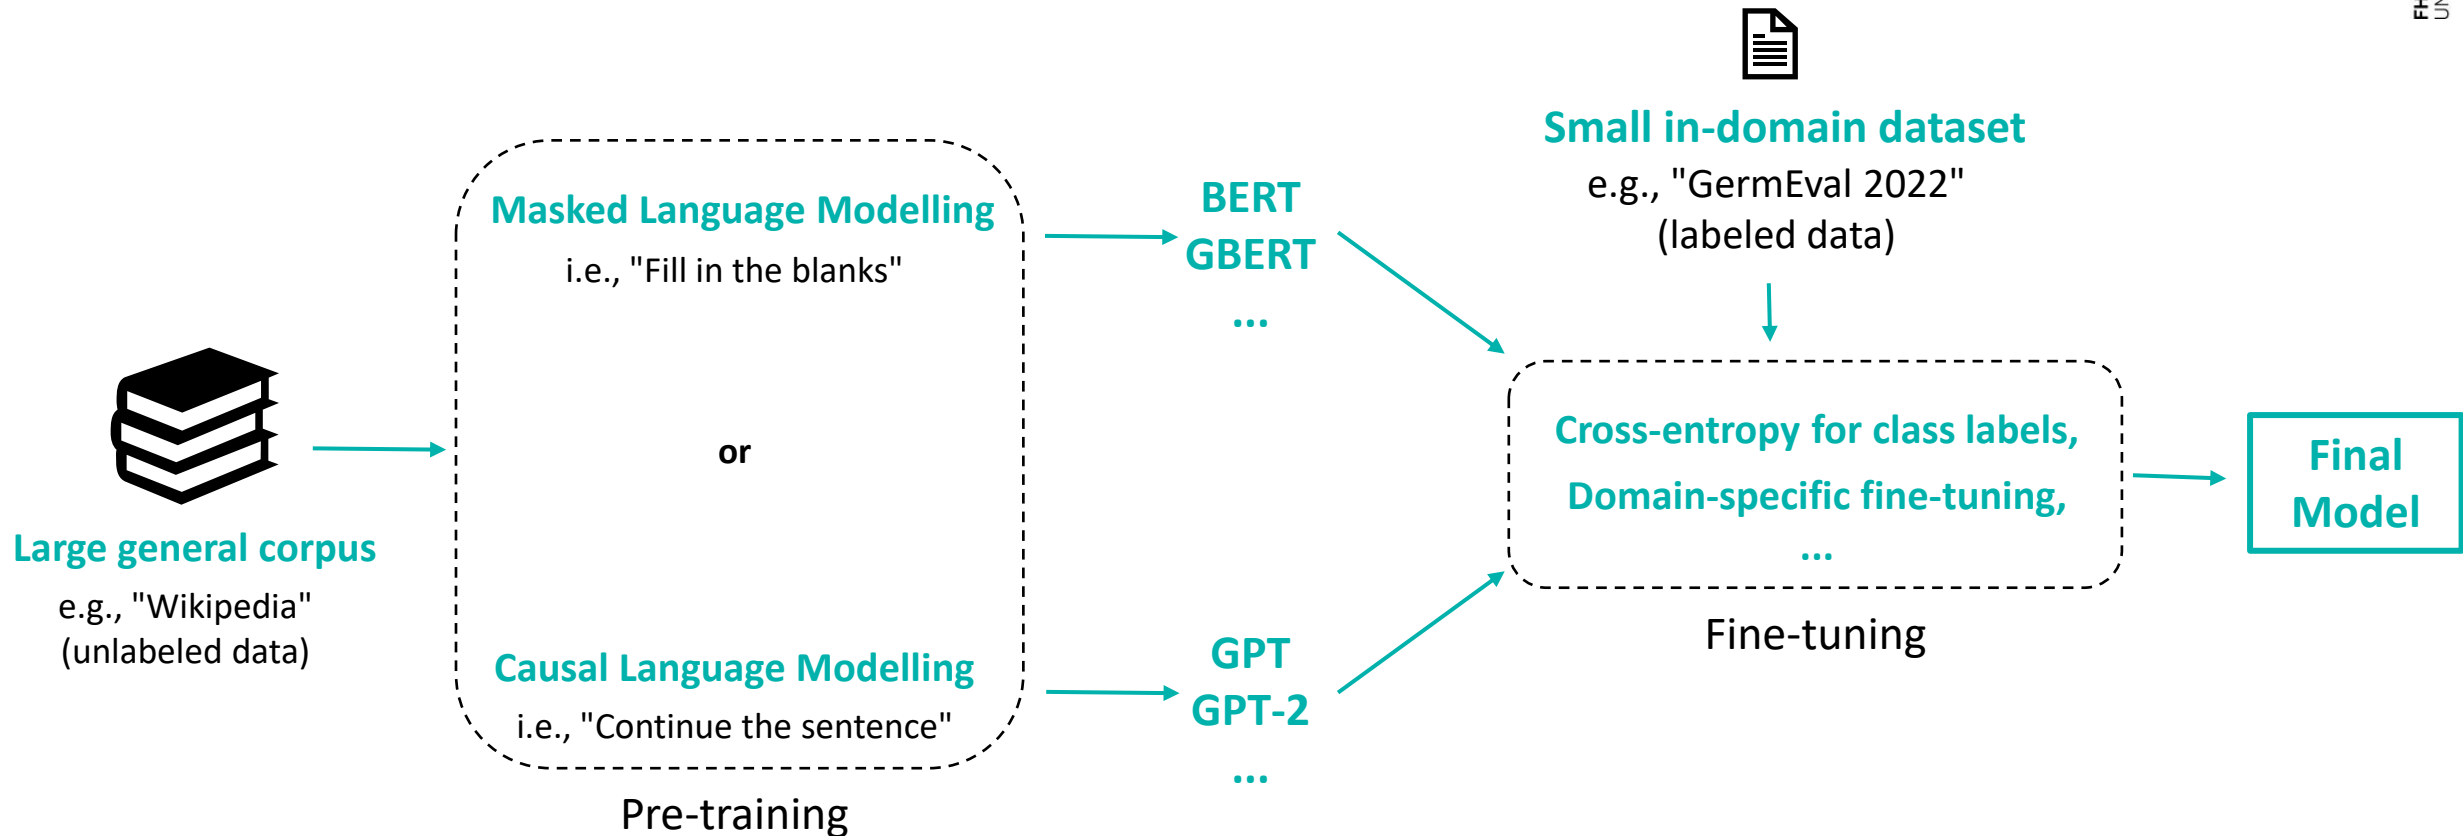 FH
UN
Large general corpus
e.g., "Wikipedia"
(unlabeled data)
Masked Language Modelling
i.e., "Fill in the blanks"
or
Causal Language Modelling
i.e., "Continue the sentence"
Pre-training
BERT
GBERT
...
GPT
GPT-2
...
Small in-domain dataset
e.g., "GermEval 2022"
(labeled data)
Cross-entropy for class labels,
Domain-specific fine-tuning,
...
Fine-tuning
Final
Model